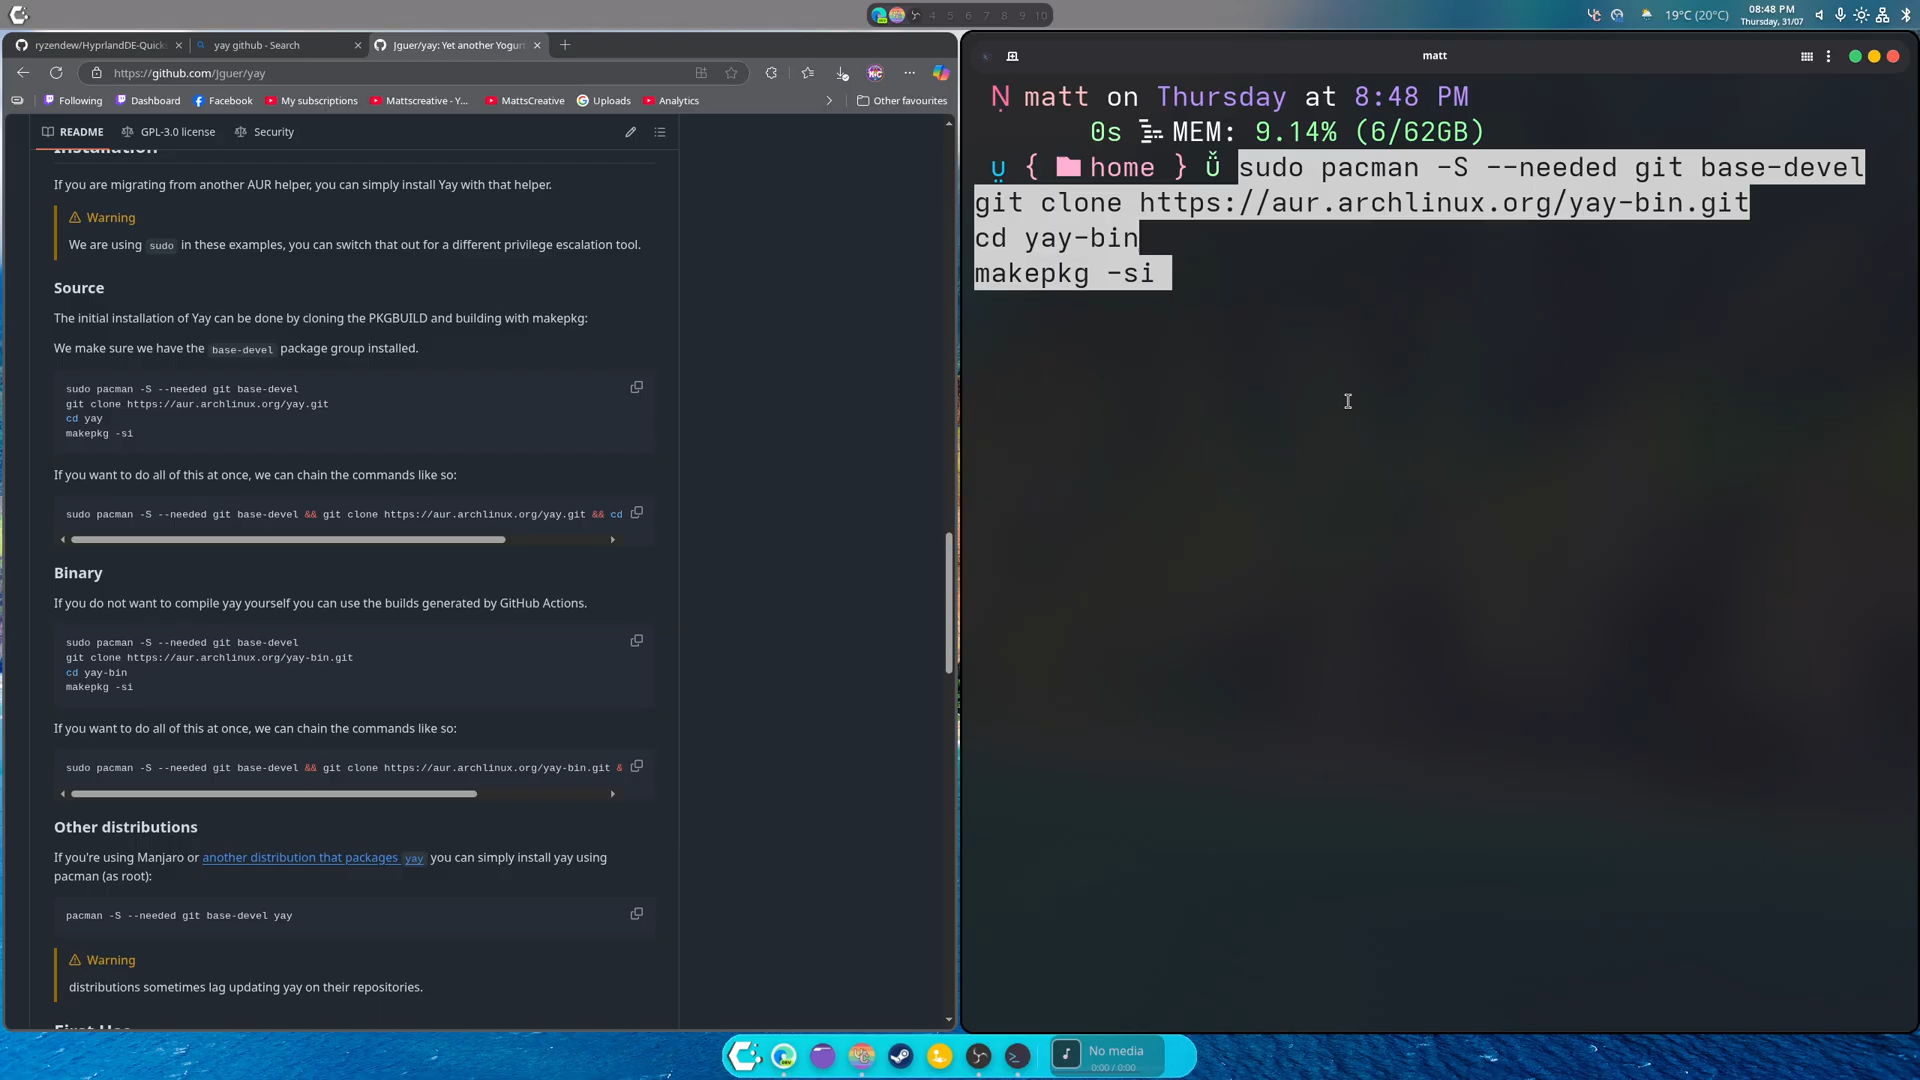 4 5 6 7 8 9 10
19°C (20°C)
08:48 PM
Thursday, 31/07
ryzendew/HyprlandDE-Quick
yay github - Search
Jguer/yay: Yet another Yogurt
https://github.com/Jguer/yay
Following
Dashboard
Facebook
My subscriptions
Mattscreative - Y...
MattsCreative
Uploads
Analytics
Other favourites
README
GPL-3.0 license
Security
Installation
If you are migrating from another AUR helper, you can simply install Yay with that helper.
Warning
We are using sudo in these examples, you can switch that out for a different privilege escalation tool.
Source
The initial installation of Yay can be done by cloning the PKGBUILD and building with makepkg:
We make sure we have the base-devel package group installed.
sudo pacman -S --needed git base-devel
git clone https://aur.archlinux.org/yay.git
cd yay
makepkg -si
If you want to do all of this at once, we can chain the commands like so:
sudo pacman -S --needed git base-devel && git clone https://aur.archlinux.org/yay.git && cd
Binary
If you do not want to compile yay yourself you can use the builds generated by GitHub Actions.
sudo pacman -S --needed git base-devel
git clone https://aur.archlinux.org/yay-bin.git
cd yay-bin
makepkg -si
If you want to do all of this at once, we can chain the commands like so:
sudo pacman -S --needed git base-devel && git clone https://aur.archlinux.org/yay-bin.git &
Other distributions
If you're using Manjaro or another distribution that packages yay you can simply install yay using
pacman (as root):
pacman -S --needed git base-devel yay
Warning
distributions sometimes lag updating yay on their repositories.
First Use
matt
Ṇ matt on Thursday at 8:48 PM
0s MEM: 9.14% (6/62GB)
ṳ { home } Ǚ sudo pacman -S --needed git base-devel
git clone https://aur.archlinux.org/yay-bin.git
cd yay-bin
makepkg -si
No media
0:00 / 0:00